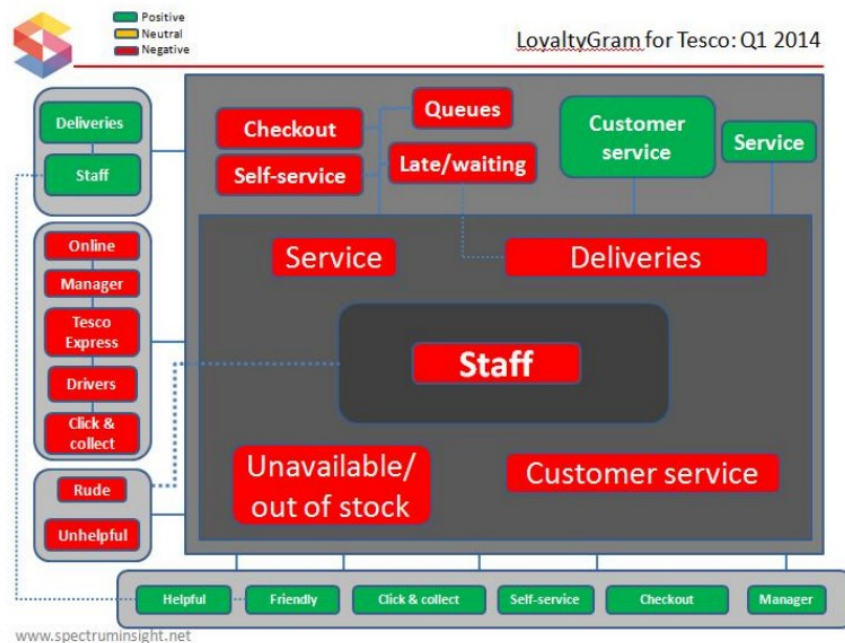 Positive
Neutral
Negative
LoyaltyGram for Tesco: Q1 2014
Deliveries
Staff
Online
Manager
Tesco
Express
Drivers
Click &
collect
Rude
Unhelpful
Checkout
Queues
Self-service
Late/waiting
Customer
service
Service
Service
Deliveries
Staff
Unavailable/
out of stock
Customer service
Helpful
Friendly
Click & collect
Self-service
Checkout
Manager
www.spectruminsight.net